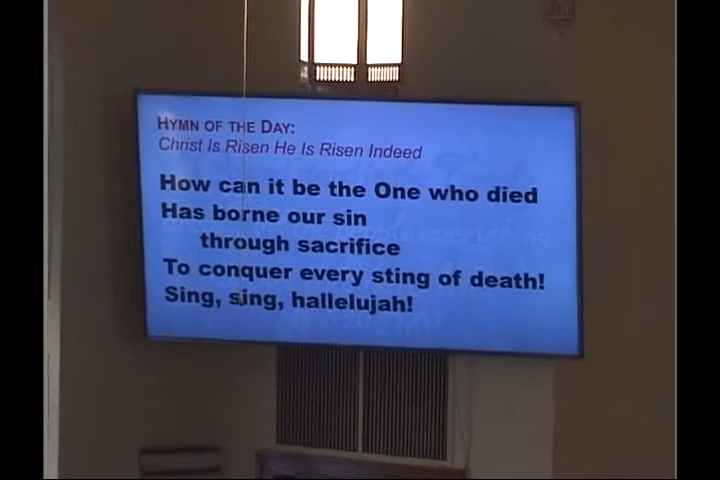 HYMN OF THE DAY:
Christ Is Risen He Is Risen Indeed
How can it be the One who died
Has borne our sin
through sacrifice
To conquer every sting of death!
Sing, sing, hallelujah!